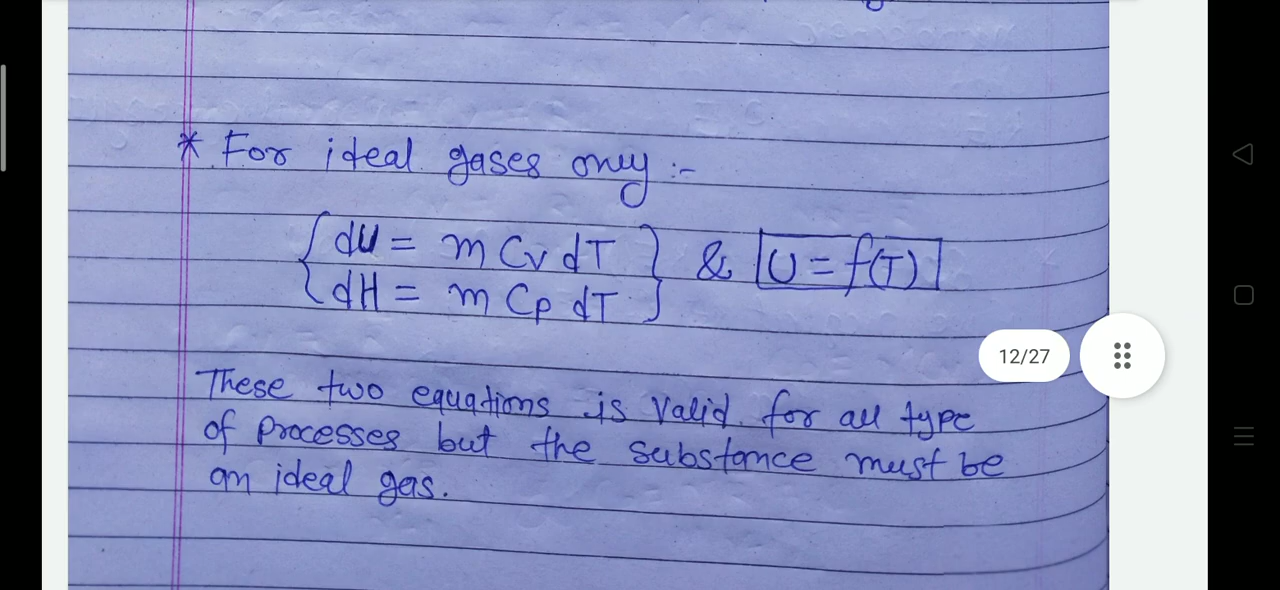 * For ideal gases only :-
dU = m Cv dT
dH = m Cp dT
& U = f(T)
12/27
These two equations is valid for all type
of processes but the substance must be
an ideal gas.